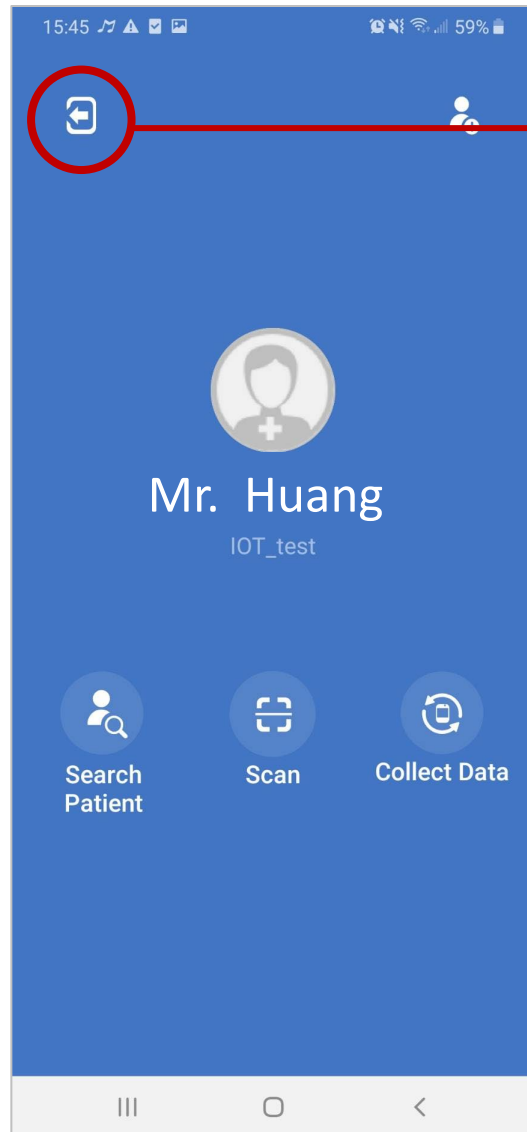 15:45
59%
Mr. Huang
IOT_test
Search
Patient
Scan
Collect Data